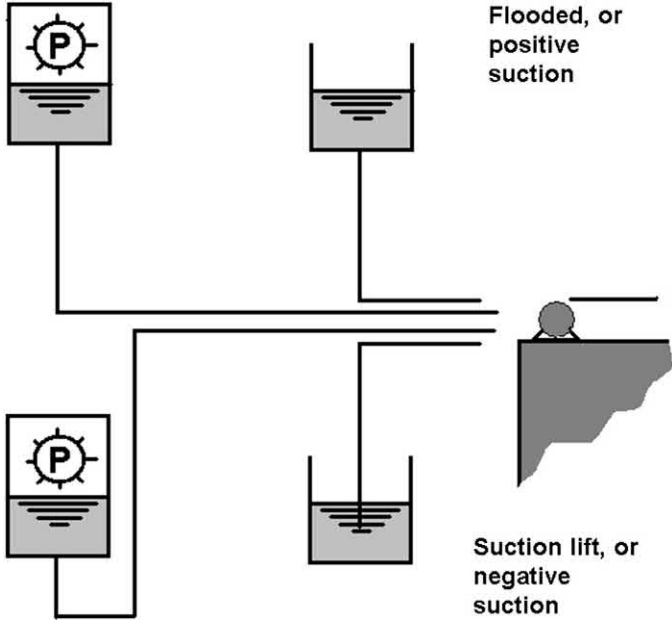 P
Flooded, or
positive
suction
P
Suction lift, or
negative
suction